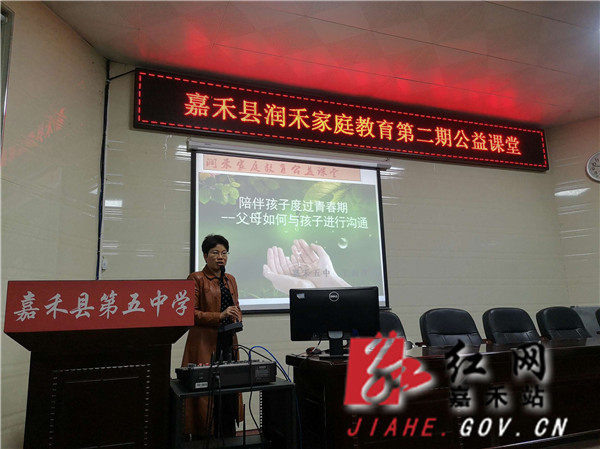 嘉禾县润禾家庭教育第二期公益课堂
润禾家庭教育公益课堂
陪伴孩子度过青春期
--父母如何与孩子进行沟通
嘉禾县第五中学
DELL
红网
嘉禾站
JIAHE.GOV.CN